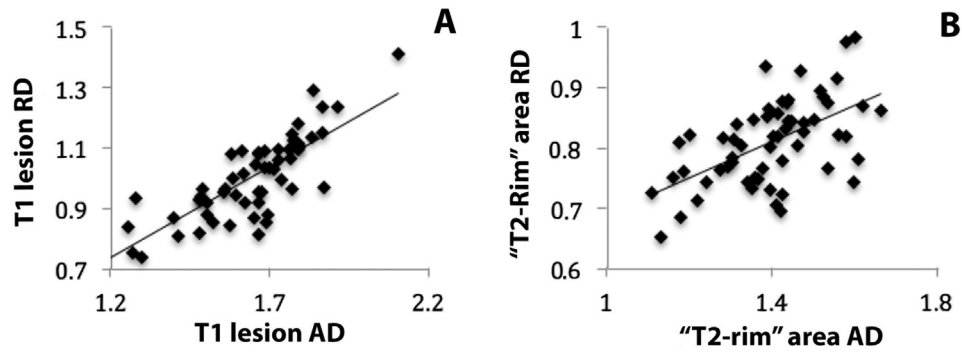 A
T1 lesion RD
1.5
1.3
1.1
0.9
0.7
1.2
1.7
2.2
T1 lesion AD
B
“T2-Rim” area RD
1
0.9
0.8
0.7
0.6
1
1.4
1.8
“T2-rim” area AD